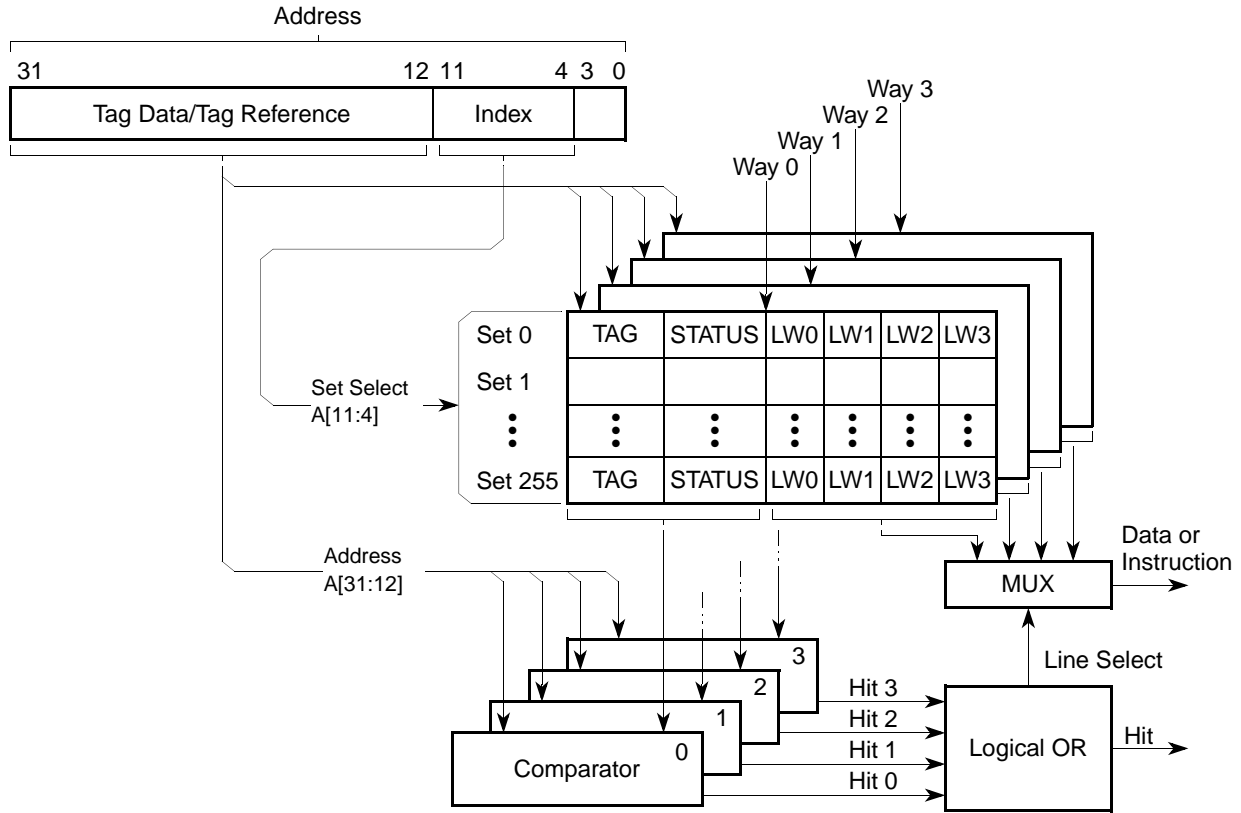 Address
31 12 11 4 3 0
Tag Data/Tag Reference Index
Way 3
Way 2
Way 1
Way 0
Set 0 TAG STATUS LW0 LW1 LW2 LW3
Set 1
Set Select
A[11:4]
Set 255 TAG STATUS LW0 LW1 LW2 LW3
Address
A[31:12]
Data or
Instruction
MUX
Line Select
3
2
1
0
Comparator
Hit 3
Hit 2
Hit 1
Hit 0
Logical OR
Hit